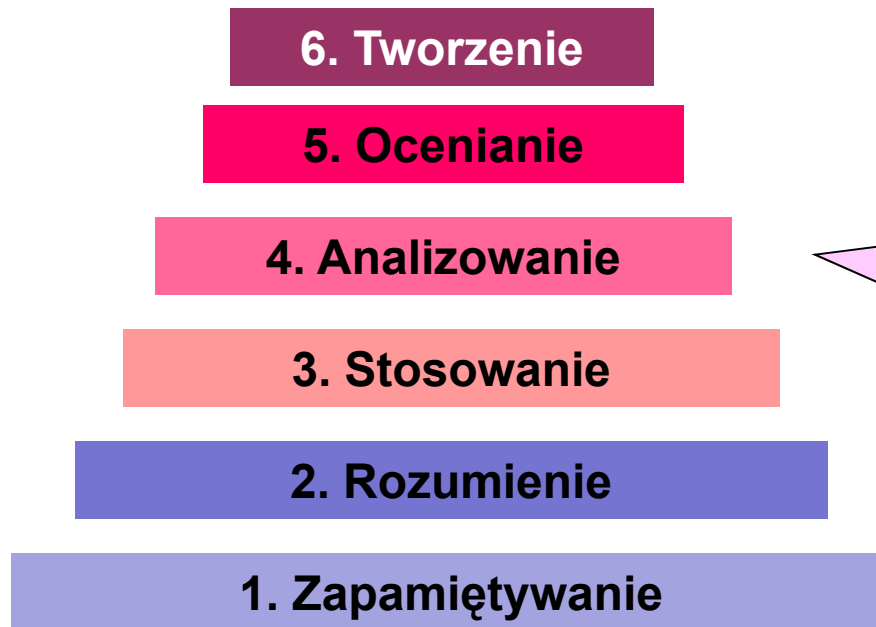 6. Tworzenie
5. Ocenianie
4. Analizowanie
3. Stosowanie
2. Rozumienie
1. Zapamiętywanie